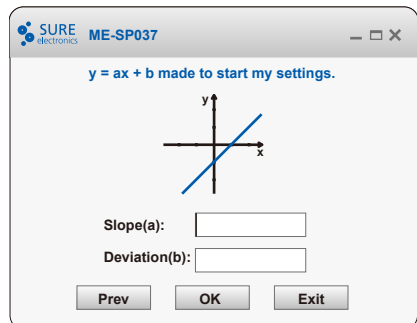 SURE
electronics
ME-SP037
y = ax + b made to start my settings.
y
x
Slope(a):
Deviation(b):
Prev OK Exit